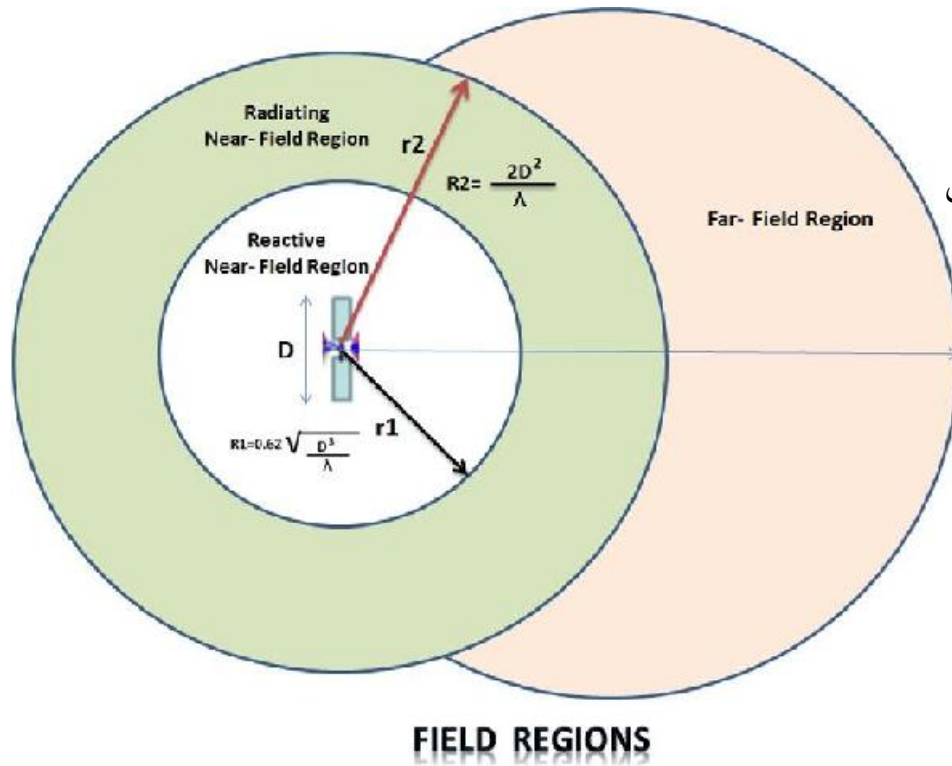 Radiating
Near- Field Region
r2
R2= 2D²/λ
Far- Field Region
Reactive
Near- Field Region
D
r1
R1=0.62 √ D³/λ
FIELD REGIONS